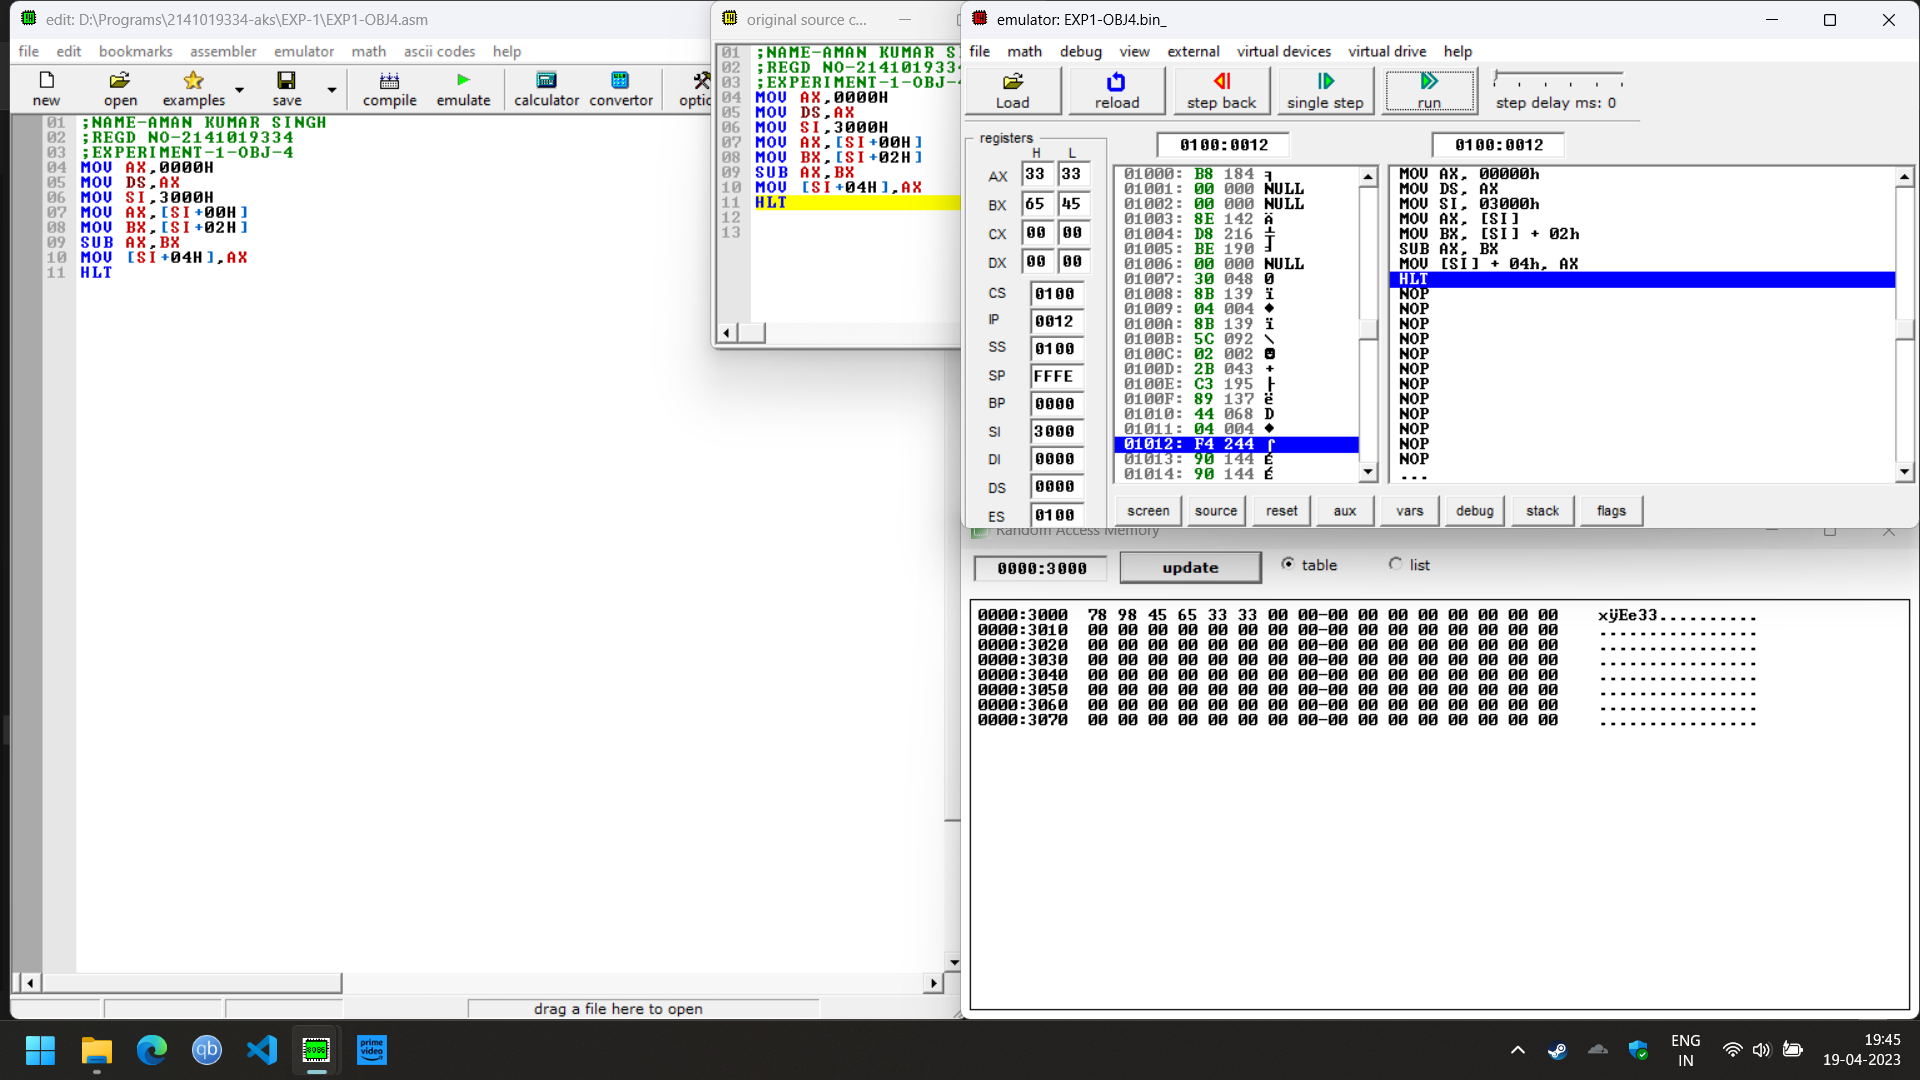 edit: D:\Programs\2141019334-aks\EXP-1\EXP1-OBJ4.asm
file edit bookmarks assembler emulator math ascii codes help
new open examples save compile emulate calculator convertor
01 ;NAME-AMAN KUMAR SINGH
02 ;REGD NO-2141019334
03 ;EXPERIMENT-1-OBJ-4
04 MOV AX,0000H
05 MOV DS,AX
06 MOV SI,3000H
07 MOV AX,[SI+00H]
08 MOV BX,[SI+02H]
09 SUB AX,BX
10 MOV [SI+04H],AX
11 HLT
drag a file here to open
original source c...
01 ;NAME-AMAN KUMAR
02 ;REGD NO-214101933
03 ;EXPERIMENT-1-OBJ-
04 MOV AX,0000H
05 MOV DS,AX
06 MOV SI,3000H
07 MOV AX,[SI+00H]
08 MOV BX,[SI+02H]
09 SUB AX,BX
10 MOV [SI+04H],AX
11 HLT
12
13
emulator: EXP1-OBJ4.bin_
file math debug view external virtual devices virtual drive help
Load reload step back single step run step delay ms: 0
registers
H L
AX 33 33
BX 65 45
CX 00 00
DX 00 00
CS 0100
IP 0012
SS 0100
SP FFFE
BP 0000
SI 3000
DI 0000
DS 0000
ES 0100
0100:0012
01000: B8 184 ╕
01001: 00 000 NULL
01002: 00 000 NULL
01003: 8E 142 Ä
01004: D8 216 ╪
01005: BE 190 ╛
01006: 00 000 NULL
01007: 30 048 0
01008: 8B 139 ï
01009: 04 004 ♦
0100A: 8B 139 ï
0100B: 5C 092 \
0100C: 02 002 ☻
0100D: 2B 043 +
0100E: C3 195 ├
0100F: 89 137 ë
01010: 44 068 D
01011: 04 004 ♦
01012: F4 244 ⌠
01013: 90 144 É
01014: 90 144 É
0100:0012
MOV AX, 00000h
MOV DS, AX
MOV SI, 03000h
MOV AX, [SI]
MOV BX, [SI] + 02h
SUB AX, BX
MOV [SI] + 04h, AX
HLT
NOP
NOP
NOP
NOP
NOP
NOP
NOP
NOP
NOP
NOP
NOP
NOP
...
screen source reset aux vars debug stack flags
Random Access Memory
0000:3000 update table list
0000:3000 78 98 45 65 33 33 00 00-00 00 00 00 00 00 00 00 xÿEe33..........
0000:3010 00 00 00 00 00 00 00 00-00 00 00 00 00 00 00 00 ................
0000:3020 00 00 00 00 00 00 00 00-00 00 00 00 00 00 00 00 ................
0000:3030 00 00 00 00 00 00 00 00-00 00 00 00 00 00 00 00 ................
0000:3040 00 00 00 00 00 00 00 00-00 00 00 00 00 00 00 00 ................
0000:3050 00 00 00 00 00 00 00 00-00 00 00 00 00 00 00 00 ................
0000:3060 00 00 00 00 00 00 00 00-00 00 00 00 00 00 00 00 ................
0000:3070 00 00 00 00 00 00 00 00-00 00 00 00 00 00 00 00 ................
qb
8086
prime video
ENG
IN
19:45
19-04-2023